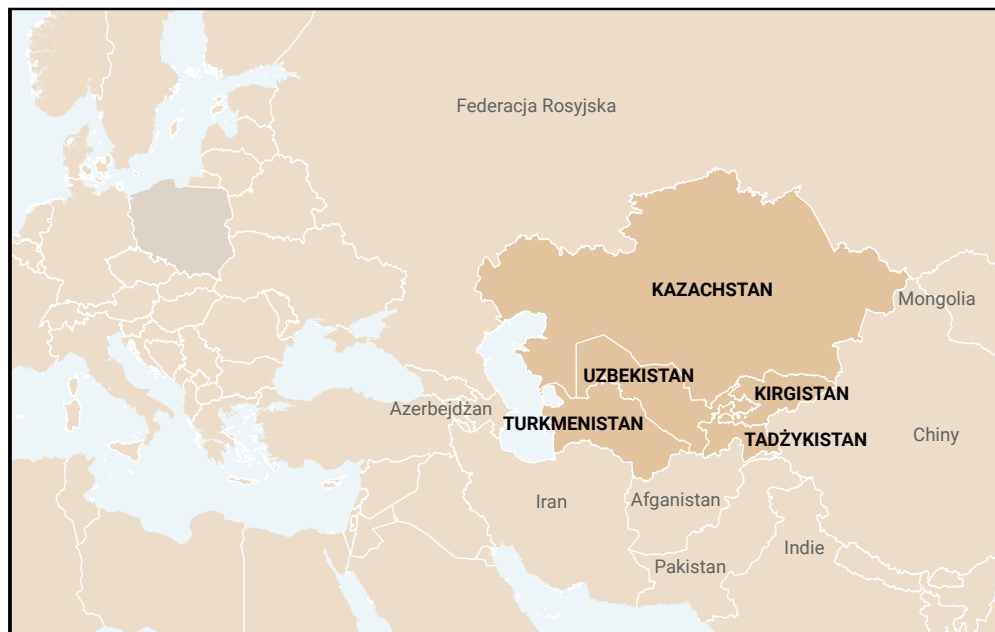 Federacja Rosyjska
KAZACHSTAN
Mongolia
UZBEKISTAN
KIRGISTAN
Azerbejdżan
TURKMENISTAN
TADŻYKISTAN
Chiny
Iran
Afganistan
Indie
Pakistan